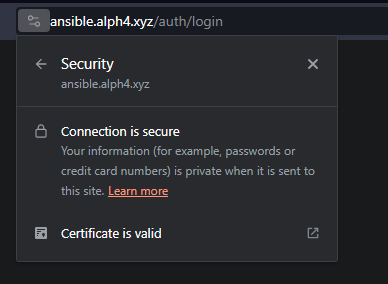 ansible.alph4.xyz/auth/login
Security
ansible.alph4.xyz
Connection is secure
Your information (for example, passwords or
credit card numbers) is private when it is sent to
this site. Learn more
Certificate is valid